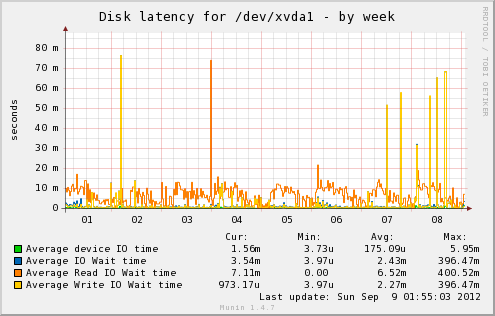 Disk latency for /dev/xvda1 - by week
RRDTOOL / TOBI OETIKER
seconds
80 m
70 m
60 m
50 m
40 m
30 m
20 m
10 m
0
01 02 03 04 05 06 07 08
Cur: Min: Avg: Max:
Average device IO time 1.56m 3.73u 175.09u 5.95m
Average IO Wait time 3.54m 3.97u 2.43m 396.47m
Average Read IO Wait time 7.11m 0.00 6.52m 400.52m
Average Write IO Wait time 973.17u 3.97u 2.27m 396.47m
Last update: Sun Sep 9 01:55:03 2012
Munin 1.4.7